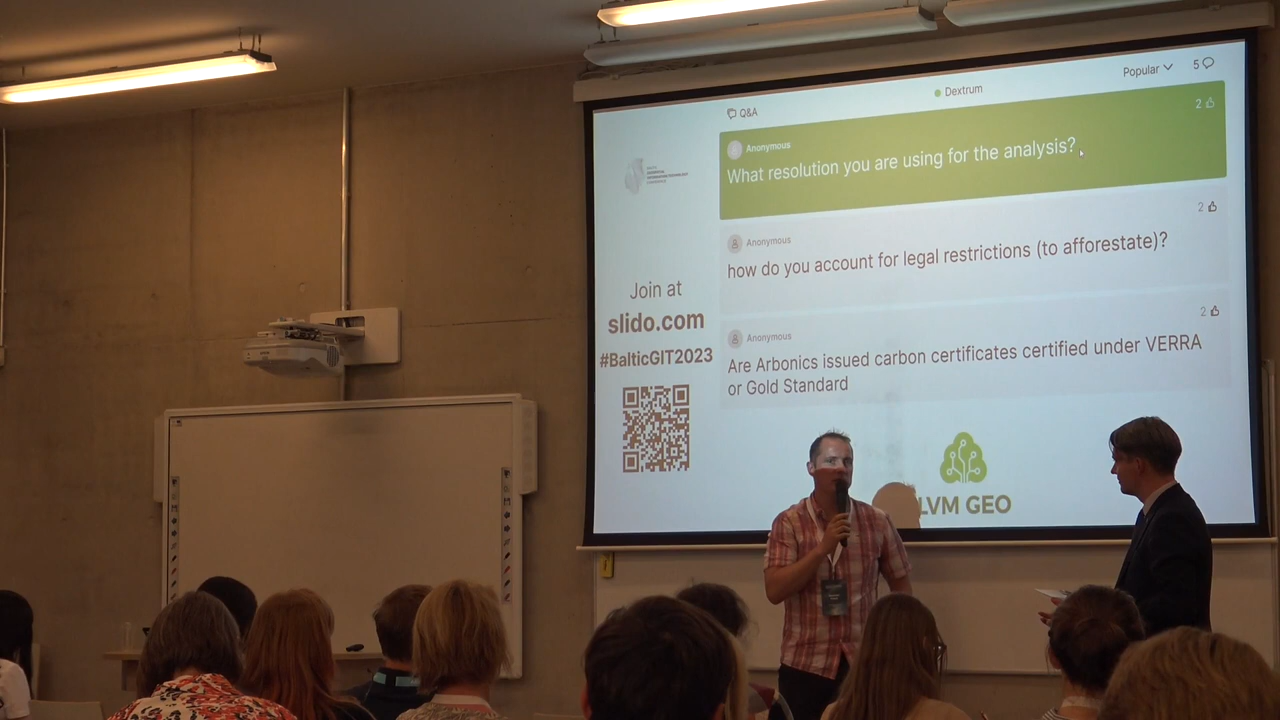 Popular
5
Dextrum
Q&A
2
Anonymous
What resolution you are using for the analysis?
2
Anonymous
how do you account for legal restrictions (to afforestate)?
2
Anonymous
Are Arbonics issued carbon certificates certified under VERRA
or Gold Standard
Join at
slido.com
#BalticGIT2023
LVM GEO